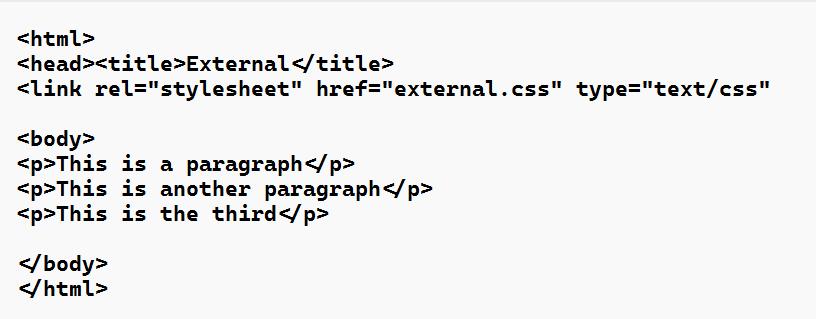 <html>
<head><title>External</title>
<link rel="stylesheet" href="external.css" type="text/css"
<body>
<p>This is a paragraph</p>
<p>This is another paragraph</p>
<p>This is the third</p>
</body>
</html>